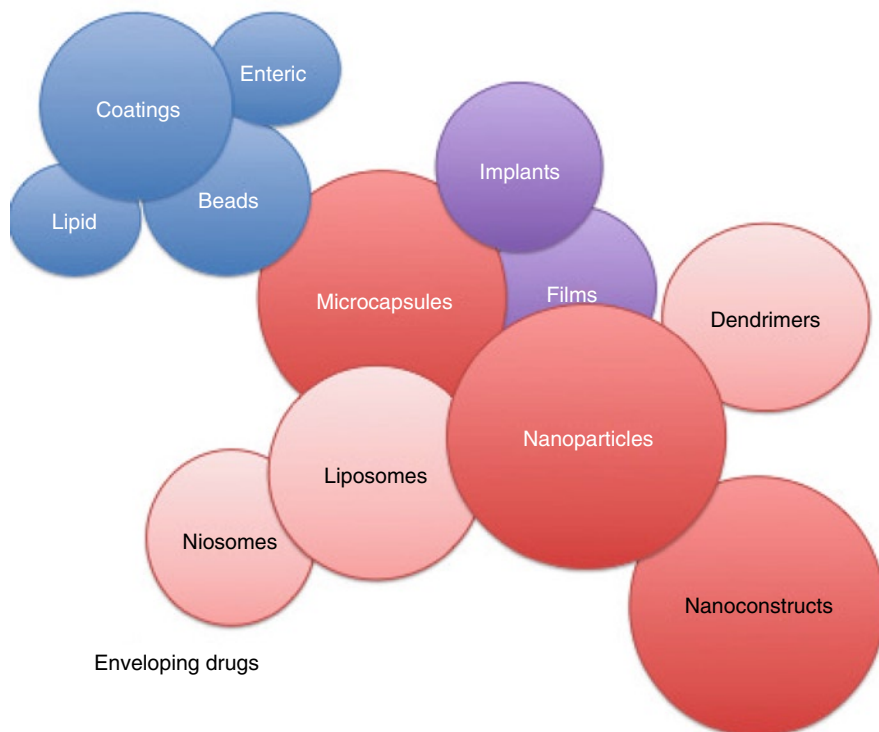 Enteric
Coatings
Implants
Beads
Lipid
Films
Microcapsules
Dendrimers
Nanoparticles
Liposomes
Niosomes
Nanoconstructs
Enveloping drugs